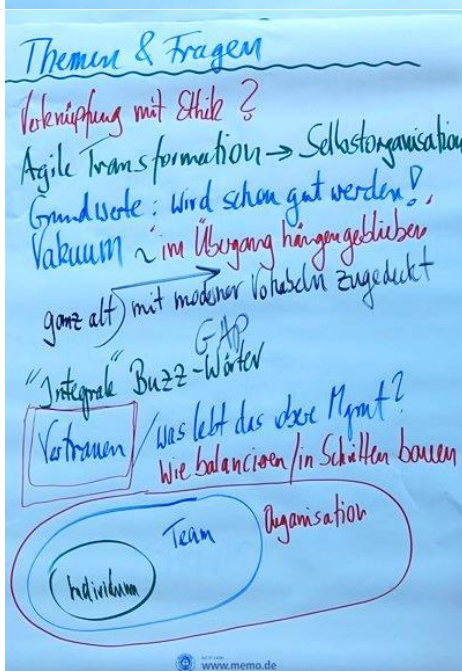 Themen & Fragen
Verknüpfung mit Ethik ?
Agile Transformation → Selbstorganisation
Grundwerte : wird schon gut werden!
Vakuum ~ "im Übergang hängengeblieben"
ganz alt) mit moderner Vokabeln zugedeckt
GAP
"Integrale" Buzz-Wörter
Vertrauen / was lebt das obere Mgmt?
Wie balancieren / in Schritten bauen
Organisation
Team
Individuum
www.memo.de